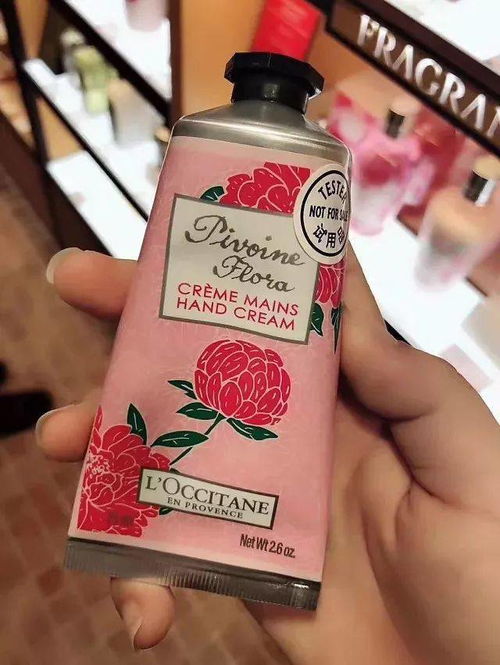 FRAGRAN
TESTER
NOT FOR SALE
试用装
Pivoine
Flora
CRÈME MAINS
HAND CREAM
L'OCCITANE
EN PROVENCE
Net Wt 2.6 oz.